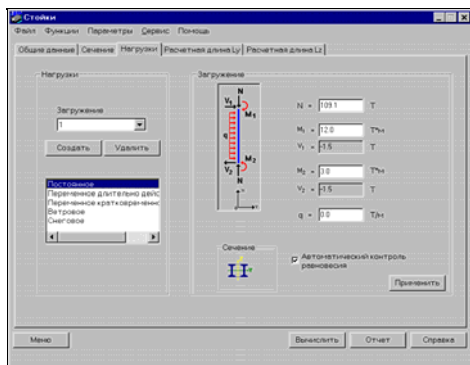 Стойки
Файл Функции Параметры Сервис Помощь
Общие данные Сечение Нагрузки Расчетная длина Ly Расчетная длина Lz
Нагрузки
Загружение
1
Создать Удалить
Постоянное
Переменное длительно дейс
Переменное кратковременно
Ветровое
Снеговое
Загружение
N
V₁
M₁
q
M₂
V₂
N
N = 109.1 Т
M₁ = 12.0 Т*м
V₁ = -1.5 Т
M₂ = 3.0 Т*м
V₂ = -1.5 Т
q = 0.0 Т/м
Сечение
Автоматический контроль
равновесия
Применить
Меню Вычислить Отчет Справка